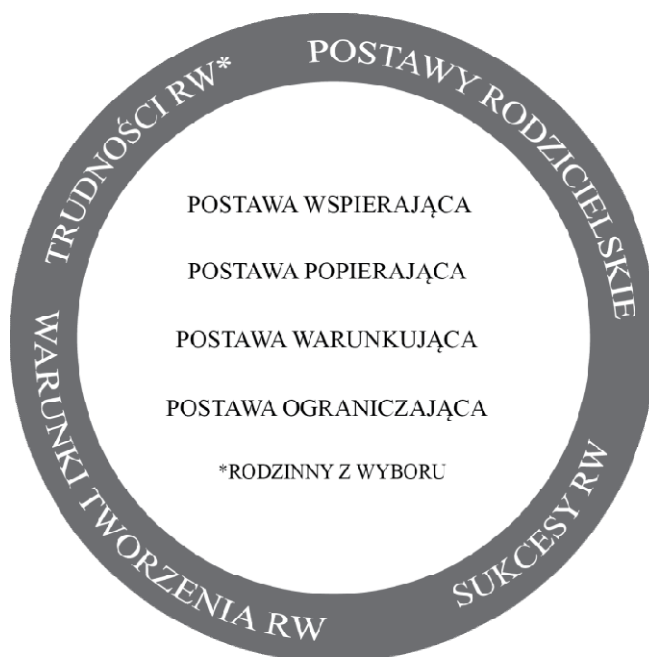 TRUDNOŚCI RW*
POSTAWY RODZICIELSKIE
POSTAWA WSPIERAJĄCA
POSTAWA POPIERAJĄCA
POSTAWA WARUNKUJĄCA
POSTAWA OGRANICZAJĄCA
*RODZINNY Z WYBORU
WARUNKI TWORZENIA RW
SUKCESY RW